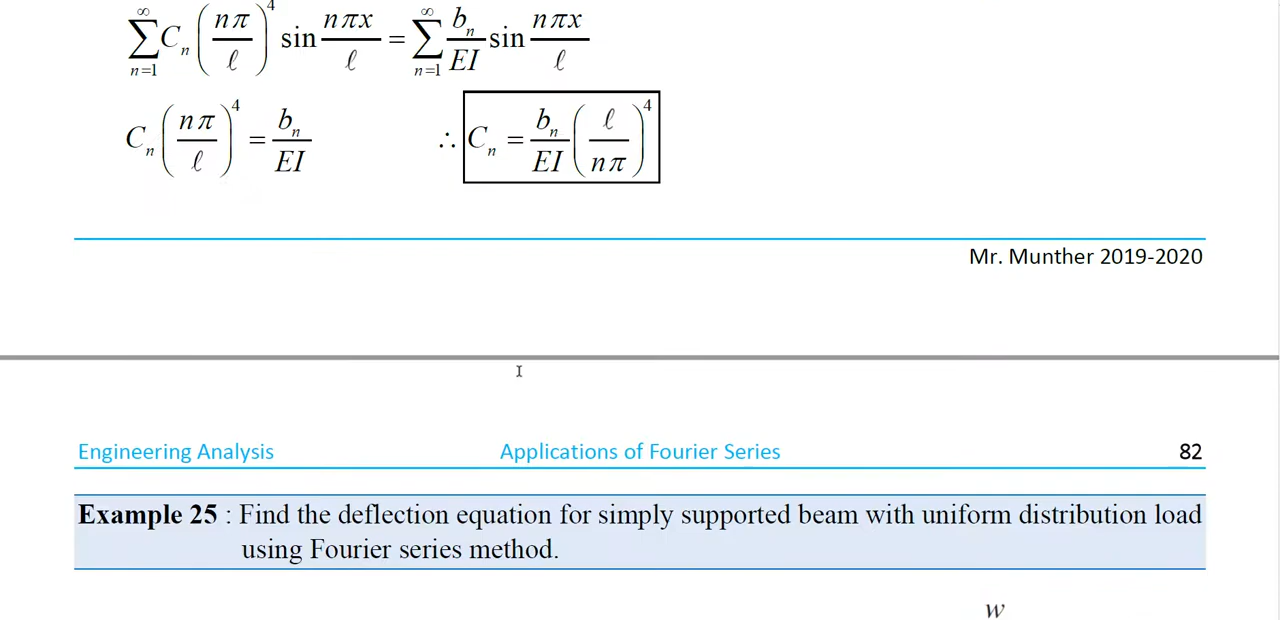 ∑_{n=1}^{∞} C_n (nπ/ℓ)^4 sin nπx/ℓ = ∑_{n=1}^{∞} b_n/EI sin nπx/ℓ
C_n (nπ/ℓ)^4 = b_n/EI ∴ C_n = b_n/EI (ℓ/nπ)^4
Mr. Munther 2019-2020
Engineering Analysis Applications of Fourier Series 82
Example 25 : Find the deflection equation for simply supported beam with uniform distribution load
using Fourier series method.
w